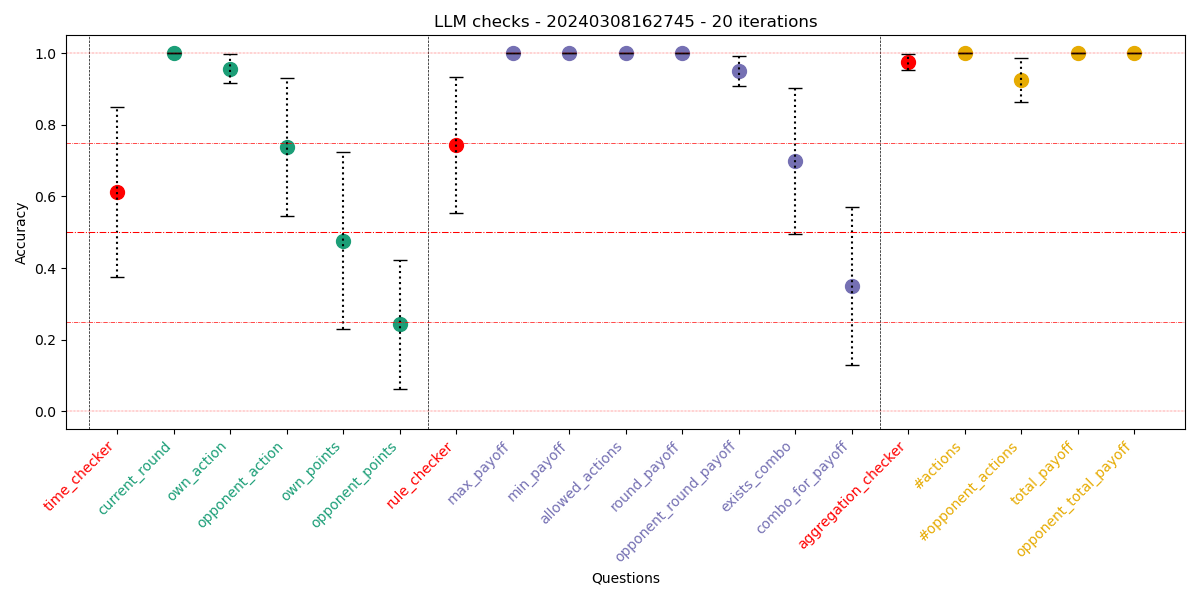 LLM checks - 20240308162745 - 20 iterations
1.0
0.8
0.6
0.4
0.2
0.0
Accuracy
time_checker
current_round
own_action
opponent_action
own_points
opponent_points
rule_checker
max_payoff
min_payoff
allowed_actions
round_payoff
opponent_round_payoff
exists_combo
combo_for_payoff
aggregation_checker
#actions
#opponent_actions
total_payoff
opponent_total_payoff
Questions